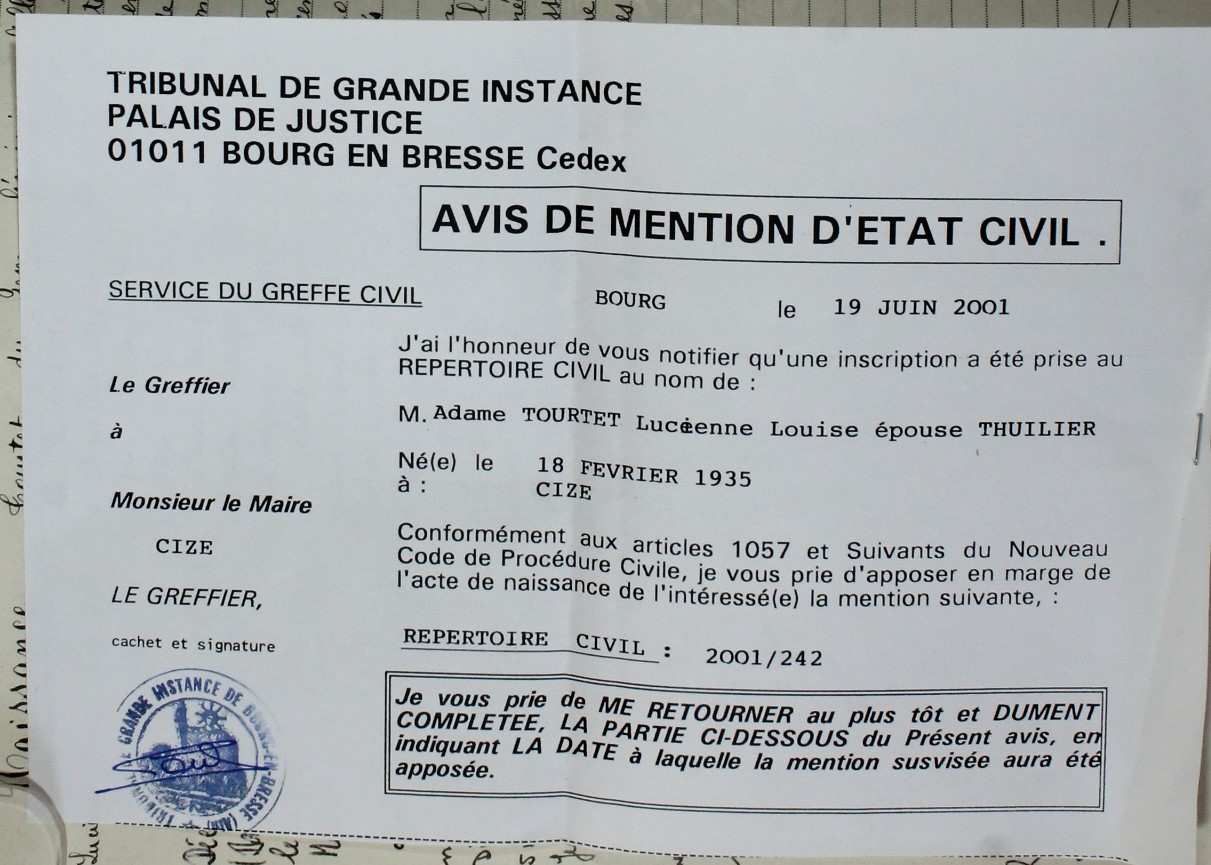 TRIBUNAL DE GRANDE INSTANCE
PALAIS DE JUSTICE
01011 BOURG EN BRESSE Cedex
AVIS DE MENTION D'ETAT CIVIL .
SERVICE DU GREFFE CIVIL
BOURG le 19 JUIN 2001
J'ai l'honneur de vous notifier qu'une inscription a été prise au
REPERTOIRE CIVIL au nom de :
Le Greffier
M. Adame TOURTET Lucienne Louise épouse THUILIER
à
Né(e) le 18 FEVRIER 1935
à : CIZE
Monsieur le Maire
CIZE
Conformément aux articles 1057 et Suivants du Nouveau
Code de Procédure Civile, je vous prie d'apposer en marge de
l'acte de naissance de l'intéressé(e) la mention suivante, :
LE GREFFIER,
cachet et signature
REPERTOIRE CIVIL : 2001/242
Je vous prie de ME RETOURNER au plus tôt et DUMENT
COMPLETEE, LA PARTIE CI-DESSOUS du Présent avis, en
indiquant LA DATE à laquelle la mention susvisée aura été
apposée.
GRANDE INSTANCE DE BOURG-EN-BRESSE (Ain)
Naissance